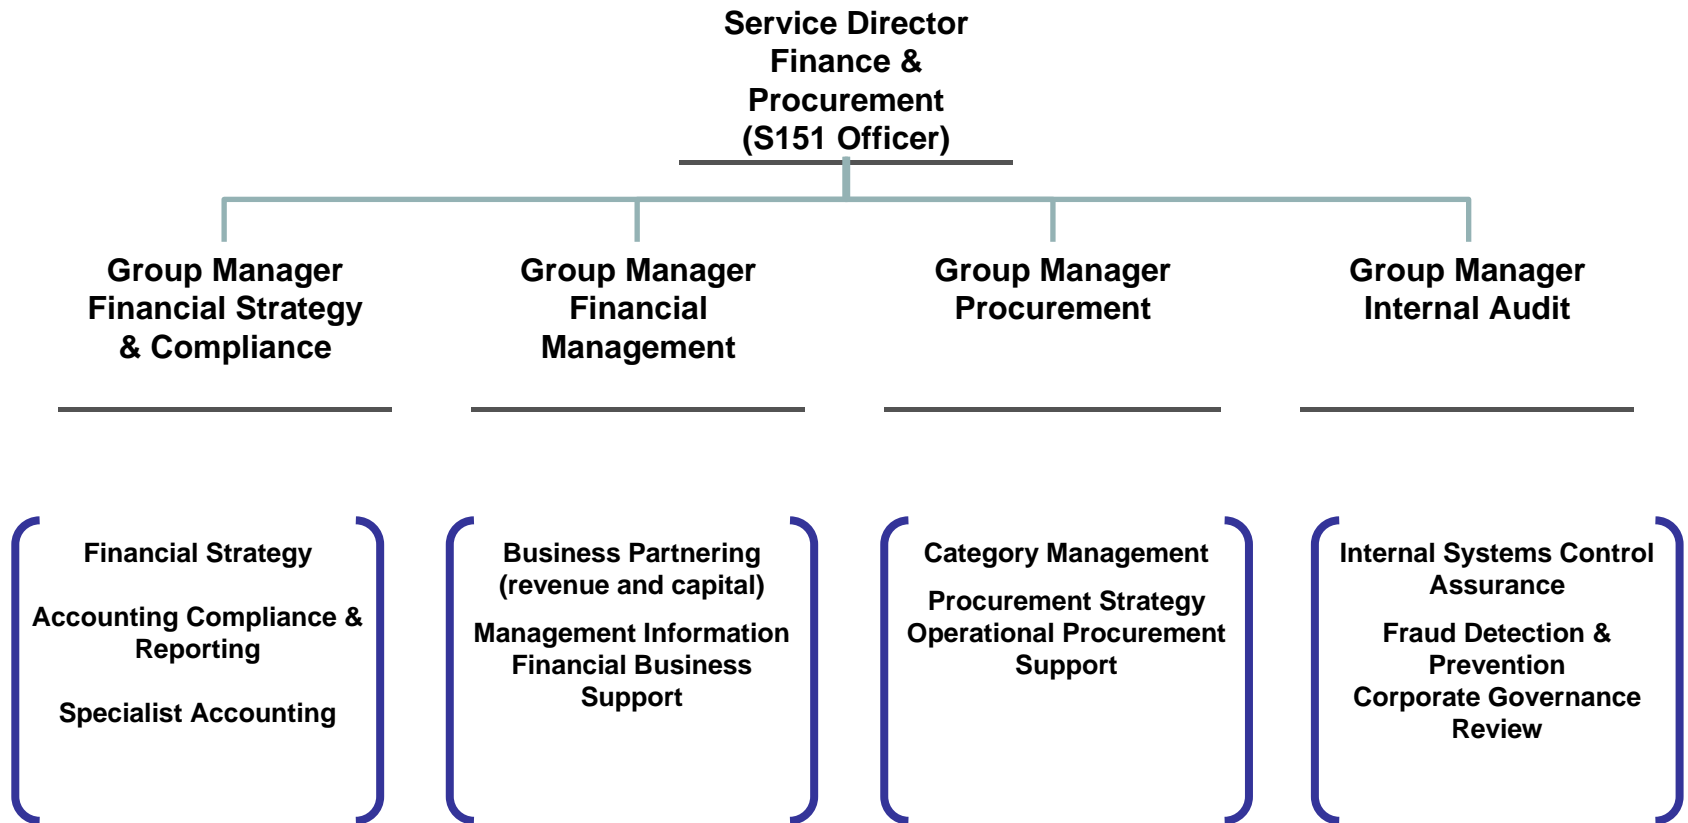 Service Director
Finance &
Procurement
(S151 Officer)
Group Manager
Financial Strategy
& Compliance
Group Manager
Financial
Management
Group Manager
Procurement
Group Manager
Internal Audit
Financial Strategy
Accounting Compliance &
Reporting
Specialist Accounting
Business Partnering
(revenue and capital)
Management Information
Financial Business
Support
Category Management
Procurement Strategy
Operational Procurement
Support
Internal Systems Control
Assurance
Fraud Detection &
Prevention
Corporate Governance
Review